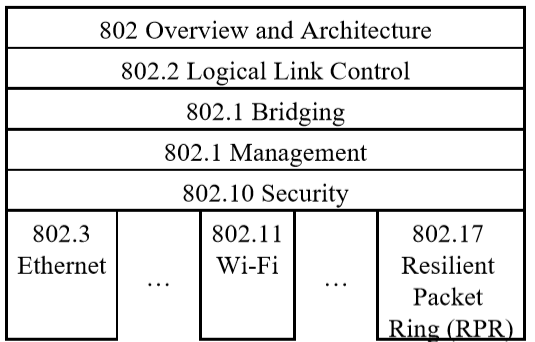 802 Overview and Architecture
802.2 Logical Link Control
802.1 Bridging
802.1 Management
802.10 Security
802.3
Ethernet
…
802.11
Wi-Fi
…
802.17
Resilient
Packet
Ring (RPR)